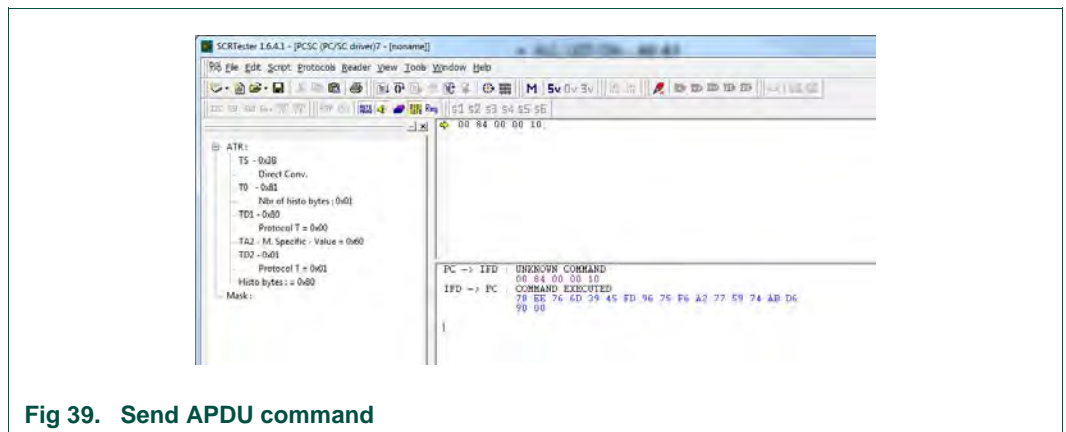 SCRTester 1.6.4.1 - [PCSC (PC/SC driver)7 - [noname]]
File Edit Script Protocols Reader View Tools Window Help
M 5v 0v 3v
Req s1 s2 s3 s4 s5 s6
ATR :
TS - 0x3B
Direct Conv.
T0 - 0x81
Nbr of histo bytes : 0x01
TD1 - 0x80
Protocol T = 0x00
TA2 - M. Specific - Value = 0x60
TD2 - 0x01
Protocol T = 0x01
Histo bytes : = 0x80
Mask :
00 84 00 00 10
PC -> IFD : UNKNOWN COMMAND
00 84 00 00 10
IFD -> PC : COMMAND EXECUTED
78 EE 76 6D 39 45 FD 96 75 F6 A2 77 59 74 AB D6
90 00
Fig 39. Send APDU command